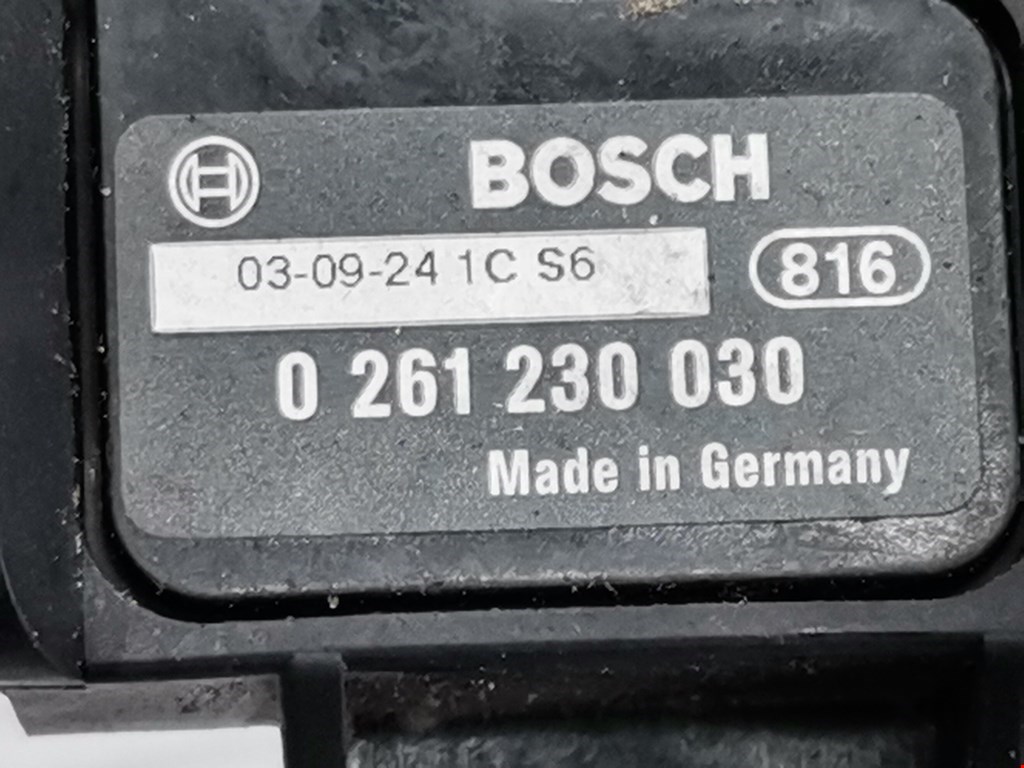 BOSCH
03-09-24 1C S6
816
0 261 230 030
Made in Germany